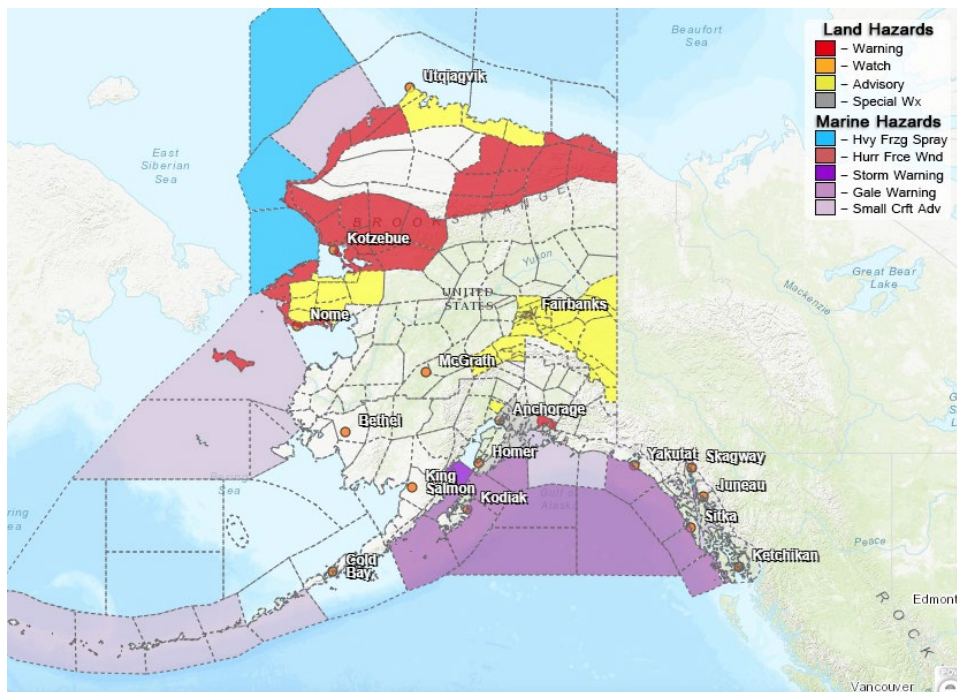 Land Hazards
– Warning
– Watch
– Advisory
– Special Wx
Marine Hazards
– Hvy Frzg Spray
– Hurr Frce Wnd
– Storm Warning
– Gale Warning
– Small Crft Adv
Beaufort
Sea
Utqiagvik
East
Siberian
Sea
BROOKS RANGE
Kotzebue
Yukon
Great Bear
Lake
UNITED
STATES
Mackenzie
Fairbanks
Nome
McGrath
Anchorage
Bethel
Homer
Yakutat
Skagway
King
Salmon
Juneau
Sea
Kodiak
Gulf of
Alaska
Sitka
Peace
Cold
Bay
Ketchikan
Edmont
ROCK
Vancouver